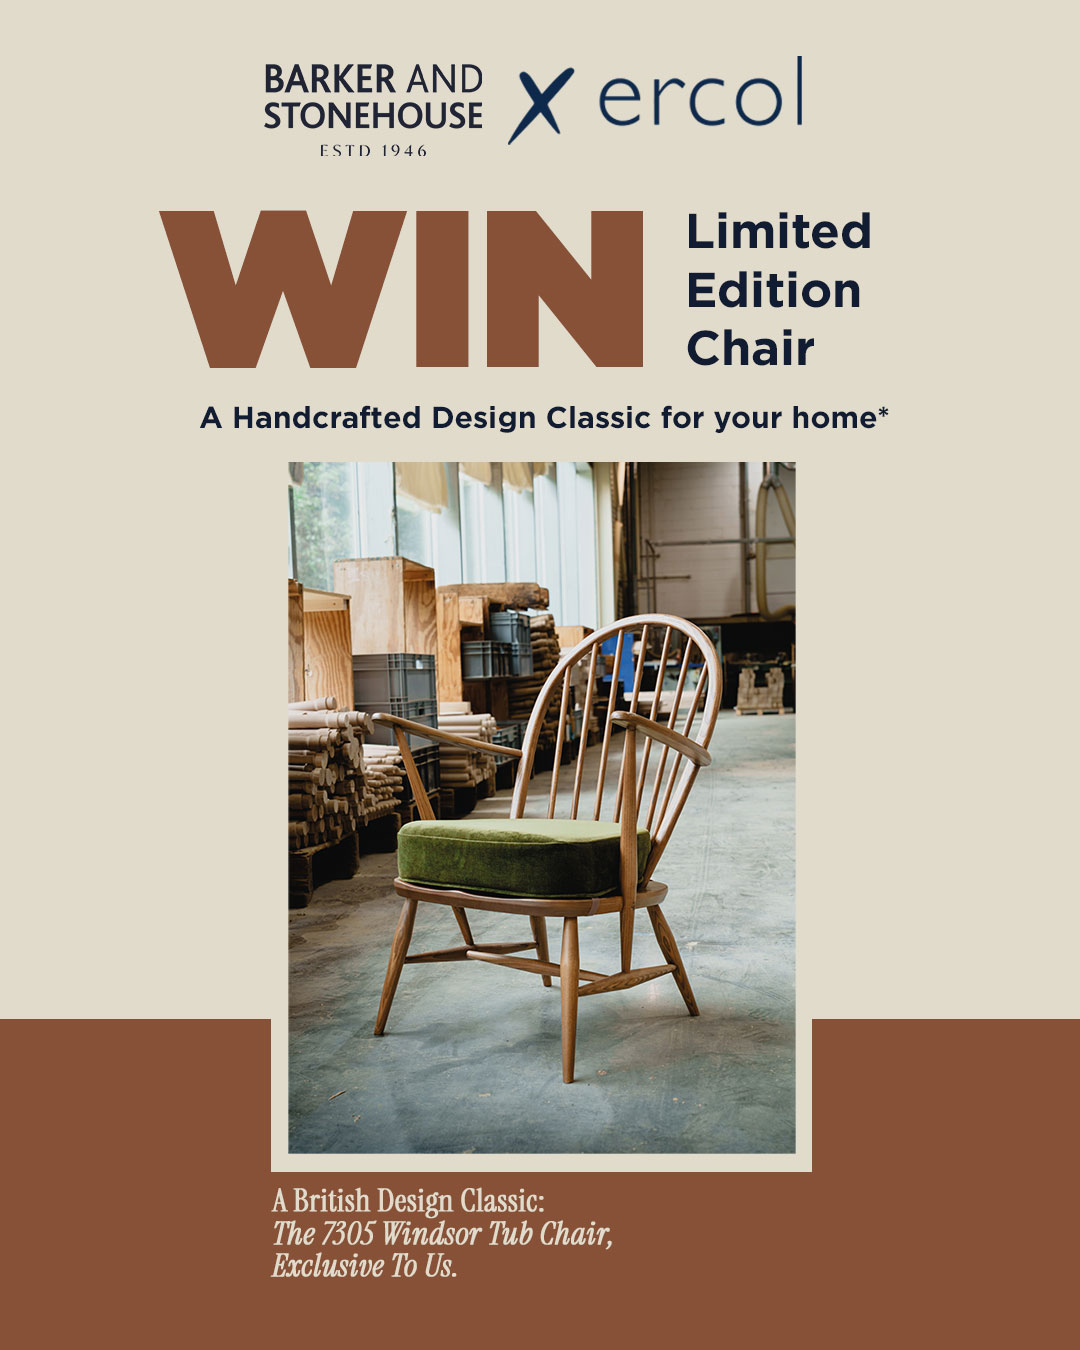 BARKER AND
STONEHOUSE
ESTD 1946
X ercol
WIN
Limited
Edition
Chair
A Handcrafted Design Classic for your home*
A British Design Classic:
The 7305 Windsor Tub Chair,
Exclusive To Us.